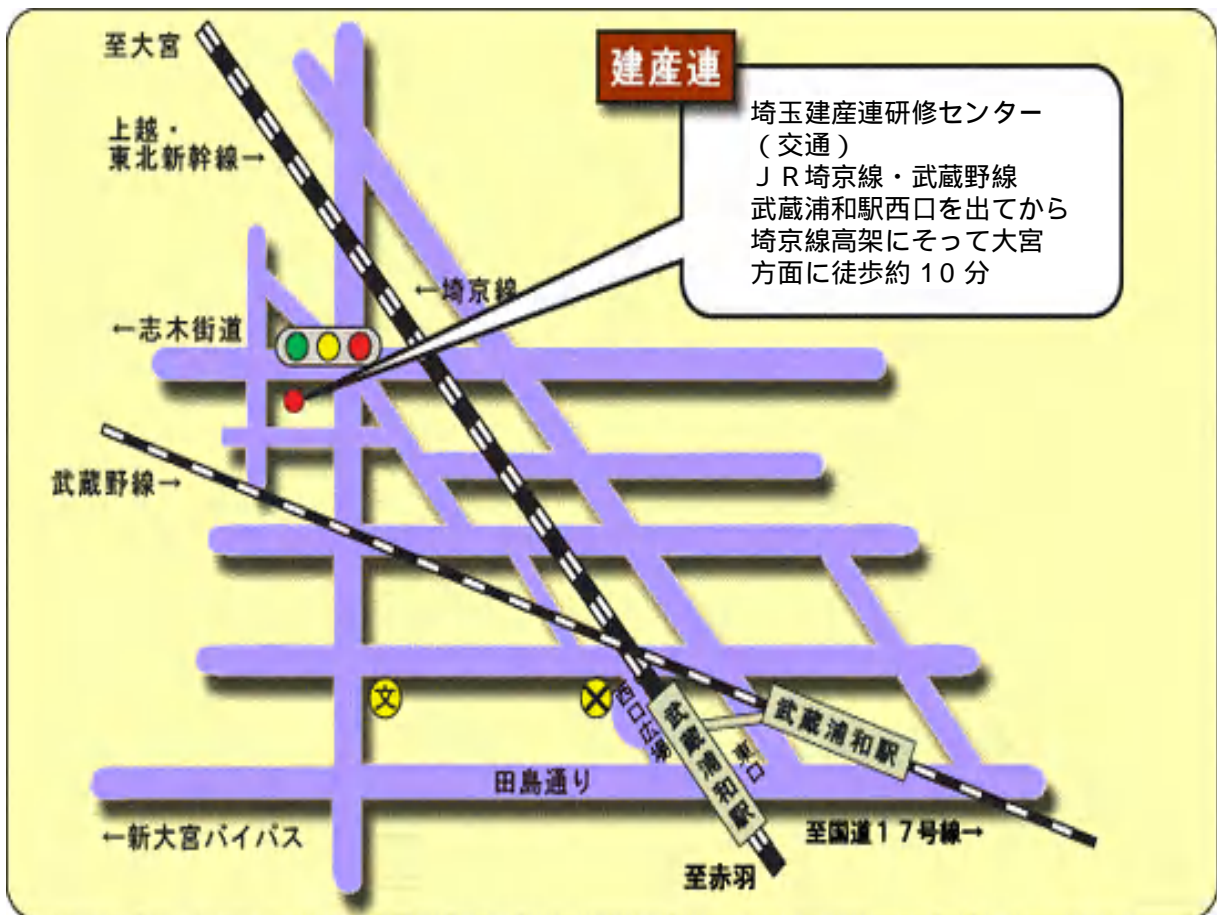 至大宮
建産連
上越・
東北新幹線→
埼玉建産連研修センター
(交通)
JR埼京線・武蔵野線
武蔵浦和駅西口を出てから
埼京線高架にそって大宮
方面に徒歩約10分
←埼京線
←志木街道
武蔵野線→
文
西口広場
武蔵浦和駅
東口
武蔵浦和駅
田島通り
←新大宮バイパス
至国道17号線→
至赤羽